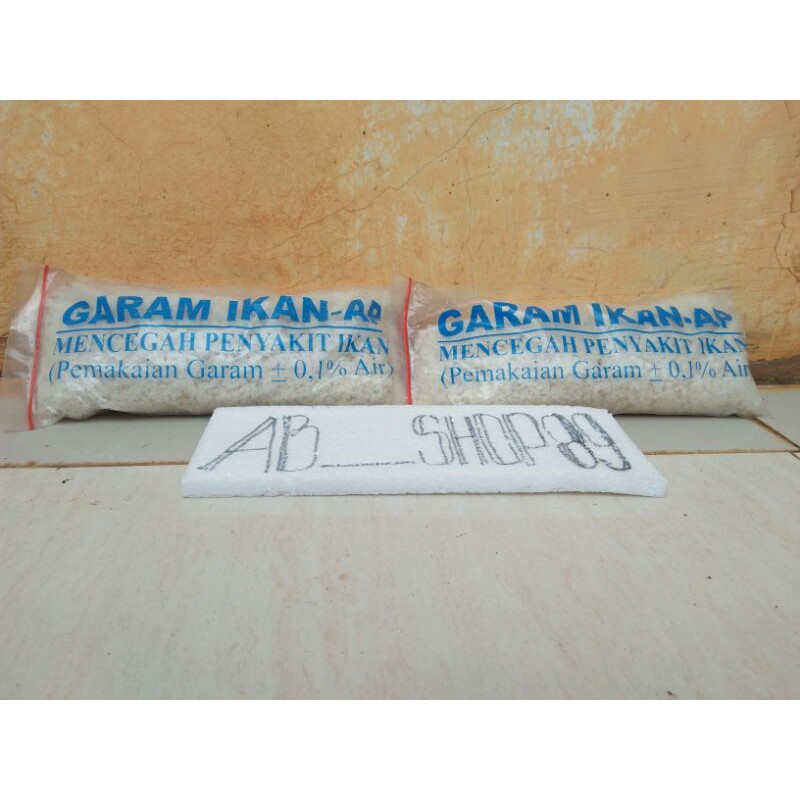 GARAM IKAN-AP
MENCEGAH PENYAKIT IKAN
(Pemakaian Garam ± 0,1% Air)
GARAM IKAN-AP
MENCEGAH PENYAKIT IKAN
(Pemakaian Garam ± 0,1% Air
AB_SHOP89